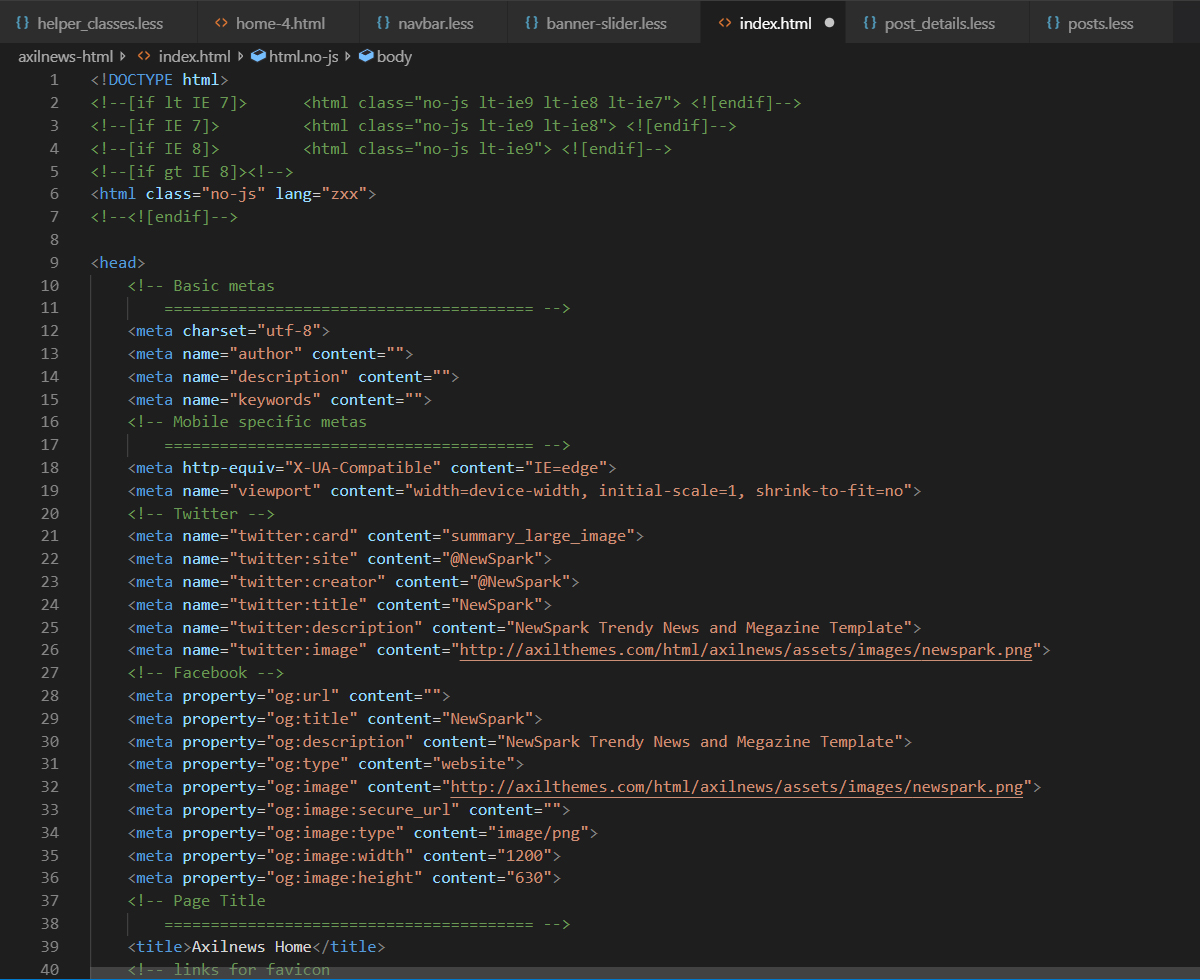 helper_classes.less home-4.html navbar.less banner-slider.less index.html post_details.less posts.less
axilnews-html index.html html.no-js body
1 <!DOCTYPE html>
2 <!--[if lt IE 7]>      <html class="no-js lt-ie9 lt-ie8 lt-ie7"> <![endif]-->
3 <!--[if IE 7]>         <html class="no-js lt-ie9 lt-ie8"> <![endif]-->
4 <!--[if IE 8]>         <html class="no-js lt-ie9"> <![endif]-->
5 <!--[if gt IE 8]><!-->
6 <html class="no-js" lang="zxx">
7 <!--<![endif]-->
8
9 <head>
10     <!-- Basic metas
11         ======================================== -->
12     <meta charset="utf-8">
13     <meta name="author" content="">
14     <meta name="description" content="">
15     <meta name="keywords" content="">
16     <!-- Mobile specific metas
17         ======================================== -->
18     <meta http-equiv="X-UA-Compatible" content="IE=edge">
19     <meta name="viewport" content="width=device-width, initial-scale=1, shrink-to-fit=no">
20     <!-- Twitter -->
21     <meta name="twitter:card" content="summary_large_image">
22     <meta name="twitter:site" content="@NewSpark">
23     <meta name="twitter:creator" content="@NewSpark">
24     <meta name="twitter:title" content="NewSpark">
25     <meta name="twitter:description" content="NewSpark Trendy News and Megazine Template">
26     <meta name="twitter:image" content="http://axilthemes.com/html/axilnews/assets/images/newspark.png">
27     <!-- Facebook -->
28     <meta property="og:url" content="">
29     <meta property="og:title" content="NewSpark">
30     <meta property="og:description" content="NewSpark Trendy News and Megazine Template">
31     <meta property="og:type" content="website">
32     <meta property="og:image" content="http://axilthemes.com/html/axilnews/assets/images/newspark.png">
33     <meta property="og:image:secure_url" content="">
34     <meta property="og:image:type" content="image/png">
35     <meta property="og:image:width" content="1200">
36     <meta property="og:image:height" content="630">
37     <!-- Page Title
38         ======================================== -->
39     <title>Axilnews Home</title>
40     <!-- links for favicon